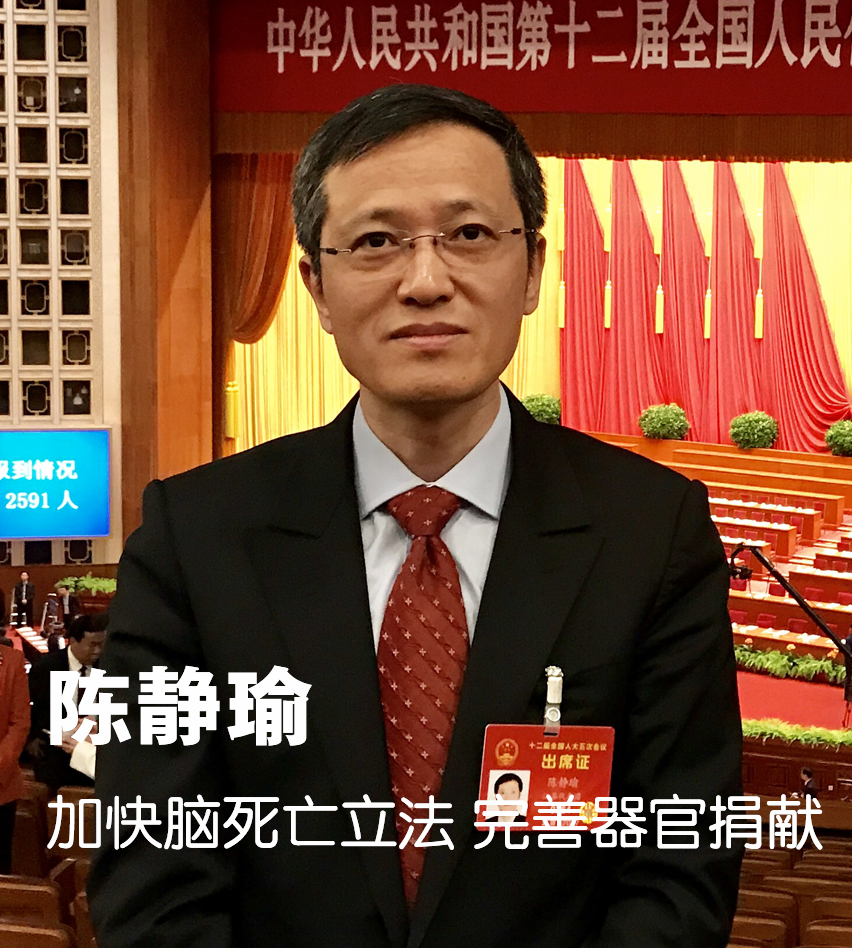 中华人民共和国第十二届全国人民代
报到情况
2591 人
陈静瑜
十二届全国人大五次会议
出席证
陈静瑜
加快脑死亡立法 完善器官捐献